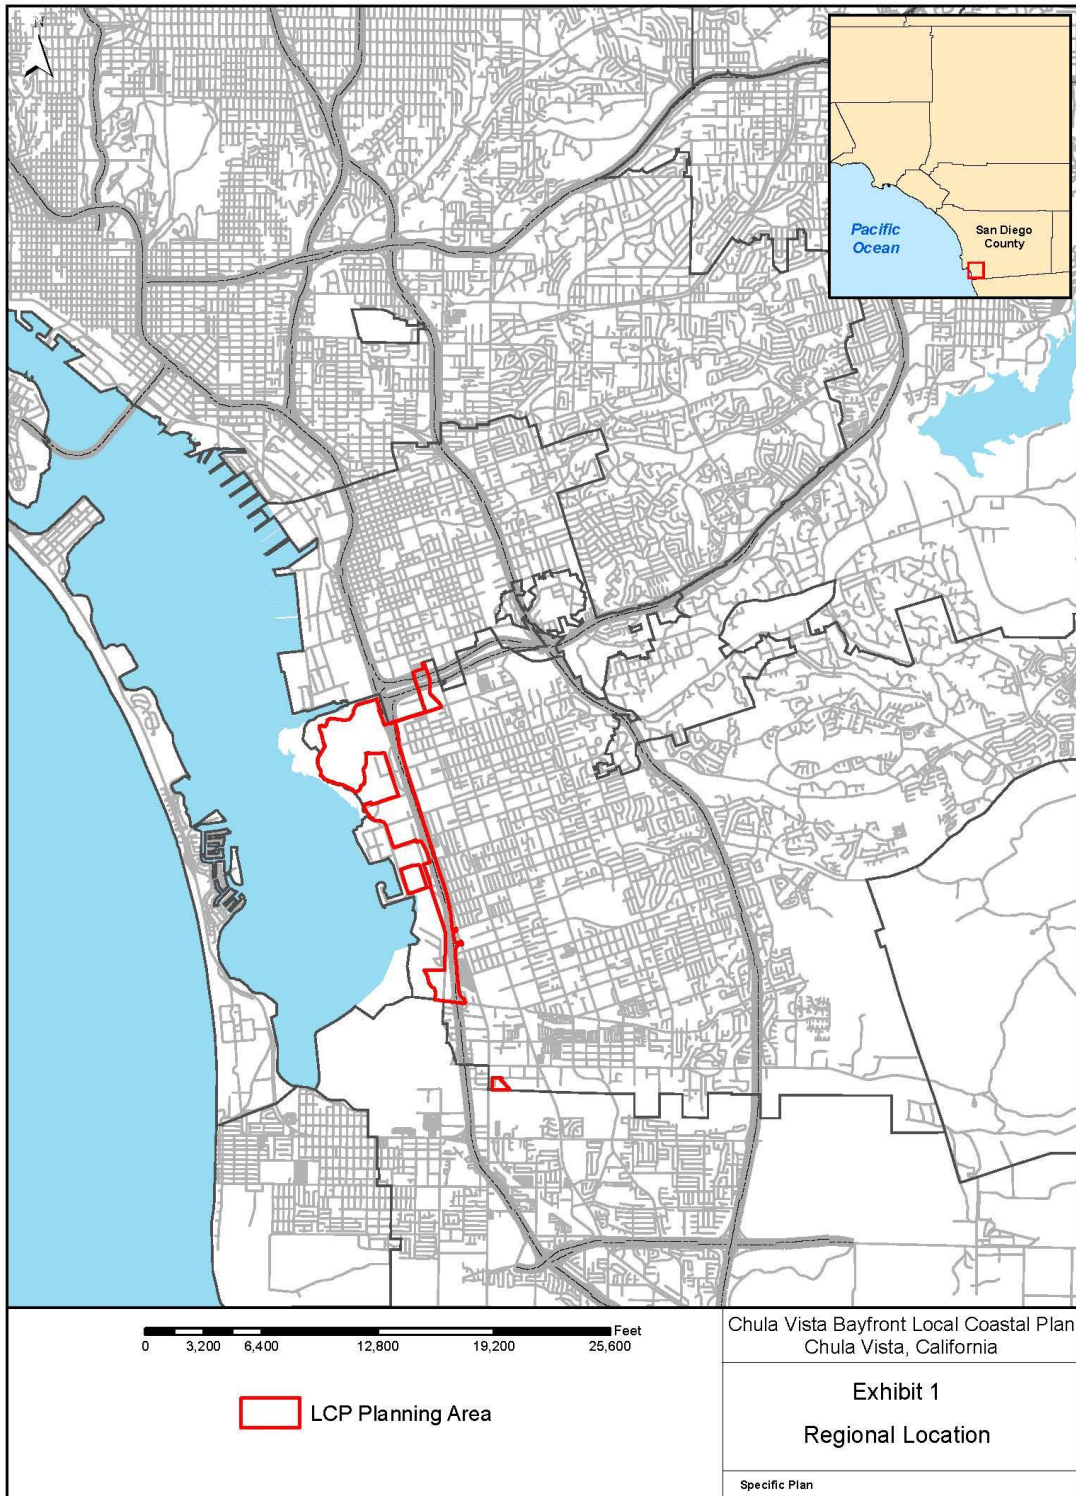 N
Pacific
Ocean
San Diego
County
Feet
0 3,200 6,400 12,800 19,200 25,600
LCP Planning Area
Chula Vista Bayfront Local Coastal Plan
Chula Vista, California
Exhibit 1
Regional Location
Specific Plan